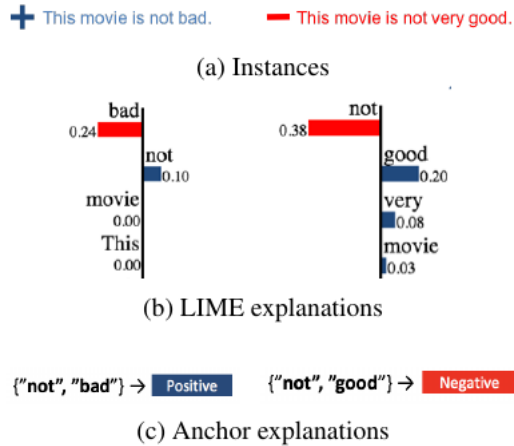 + This movie is not bad. − This movie is not very good.
(a) Instances
bad not
0.24 0.38
not good
0.10 0.20
movie very
0.00 0.08
This movie
0.00 0.03
(b) LIME explanations
{"not", "bad"} → Positive {"not", "good"} → Negative
(c) Anchor explanations